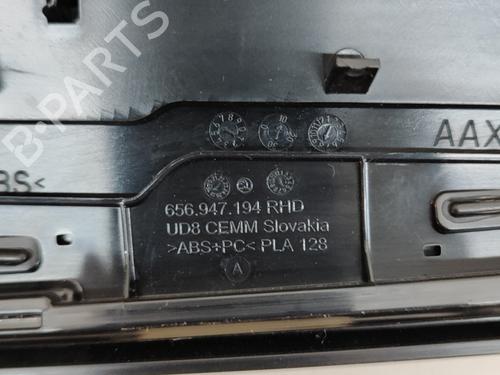 B-PARTS
AAX
BS<
656.947.194 RHD
UD8 CEMM Slovakia
>ABS+PC< PLA 128
A